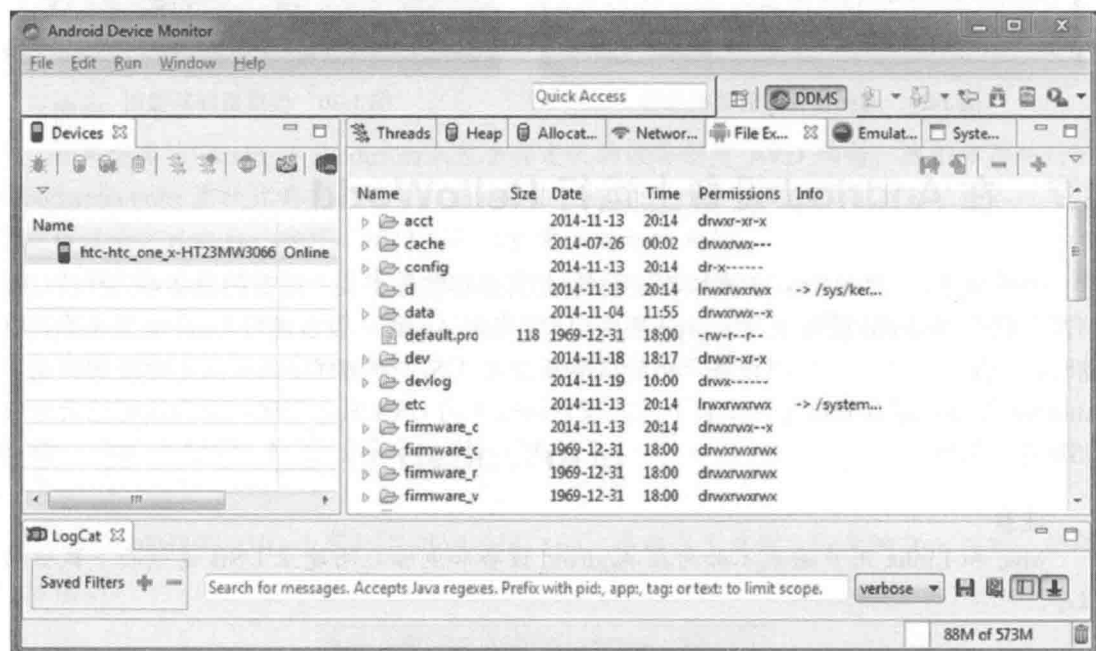 Android Device Monitor
File Edit Run Window Help
Quick Access
DDMS
Devices
Threads Heap Allocat... Networ... File Ex... Emulat... Syste...
Name
htc-htc_one_x-HT23MW3066 Online
Name Size Date Time Permissions Info
acct 2014-11-13 20:14 drwxr-xr-x
cache 2014-07-26 00:02 drwxrwx---
config 2014-11-13 20:14 dr-x------
d 2014-11-13 20:14 lrwxrwxrwx -> /sys/ker...
data 2014-11-04 11:55 drwxrwx--x
default.pro 118 1969-12-31 18:00 -rw-r--r--
dev 2014-11-18 18:17 drwxr-xr-x
devlog 2014-11-19 10:00 drwx------
etc 2014-11-13 20:14 lrwxrwxrwx -> /system...
firmware_c 2014-11-13 20:14 drwxrwx--x
firmware_q 1969-12-31 18:00 drwxrwxrwx
firmware_r 1969-12-31 18:00 drwxrwxrwx
firmware_v 1969-12-31 18:00 drwxrwxrwx
LogCat
Saved Filters
Search for messages. Accepts Java regexes. Prefix with pid:, app:, tag: or text: to limit scope.
verbose
88M of 573M